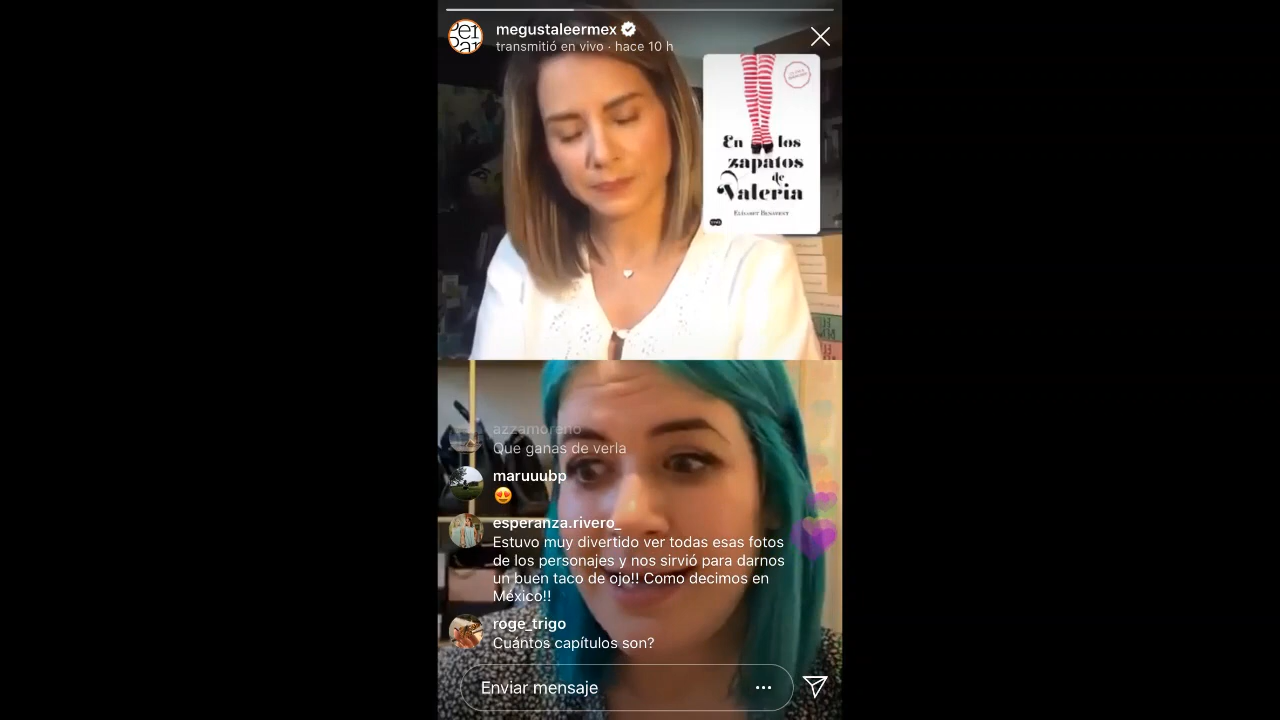 megustaleermex
transmitió en vivo · hace 10 h
En los
zapatos
de
Valeria
Elísabet Benavent
azzamoreno
Que ganas de verla
maruuubp
😍
esperanza.rivero_
Estuvo muy divertido ver todas esas fotos
de los personajes y nos sirvió para darnos
un buen taco de ojo!! Como decimos en
México!!
roge_trigo
Cuántos capítulos son?
Enviar mensaje